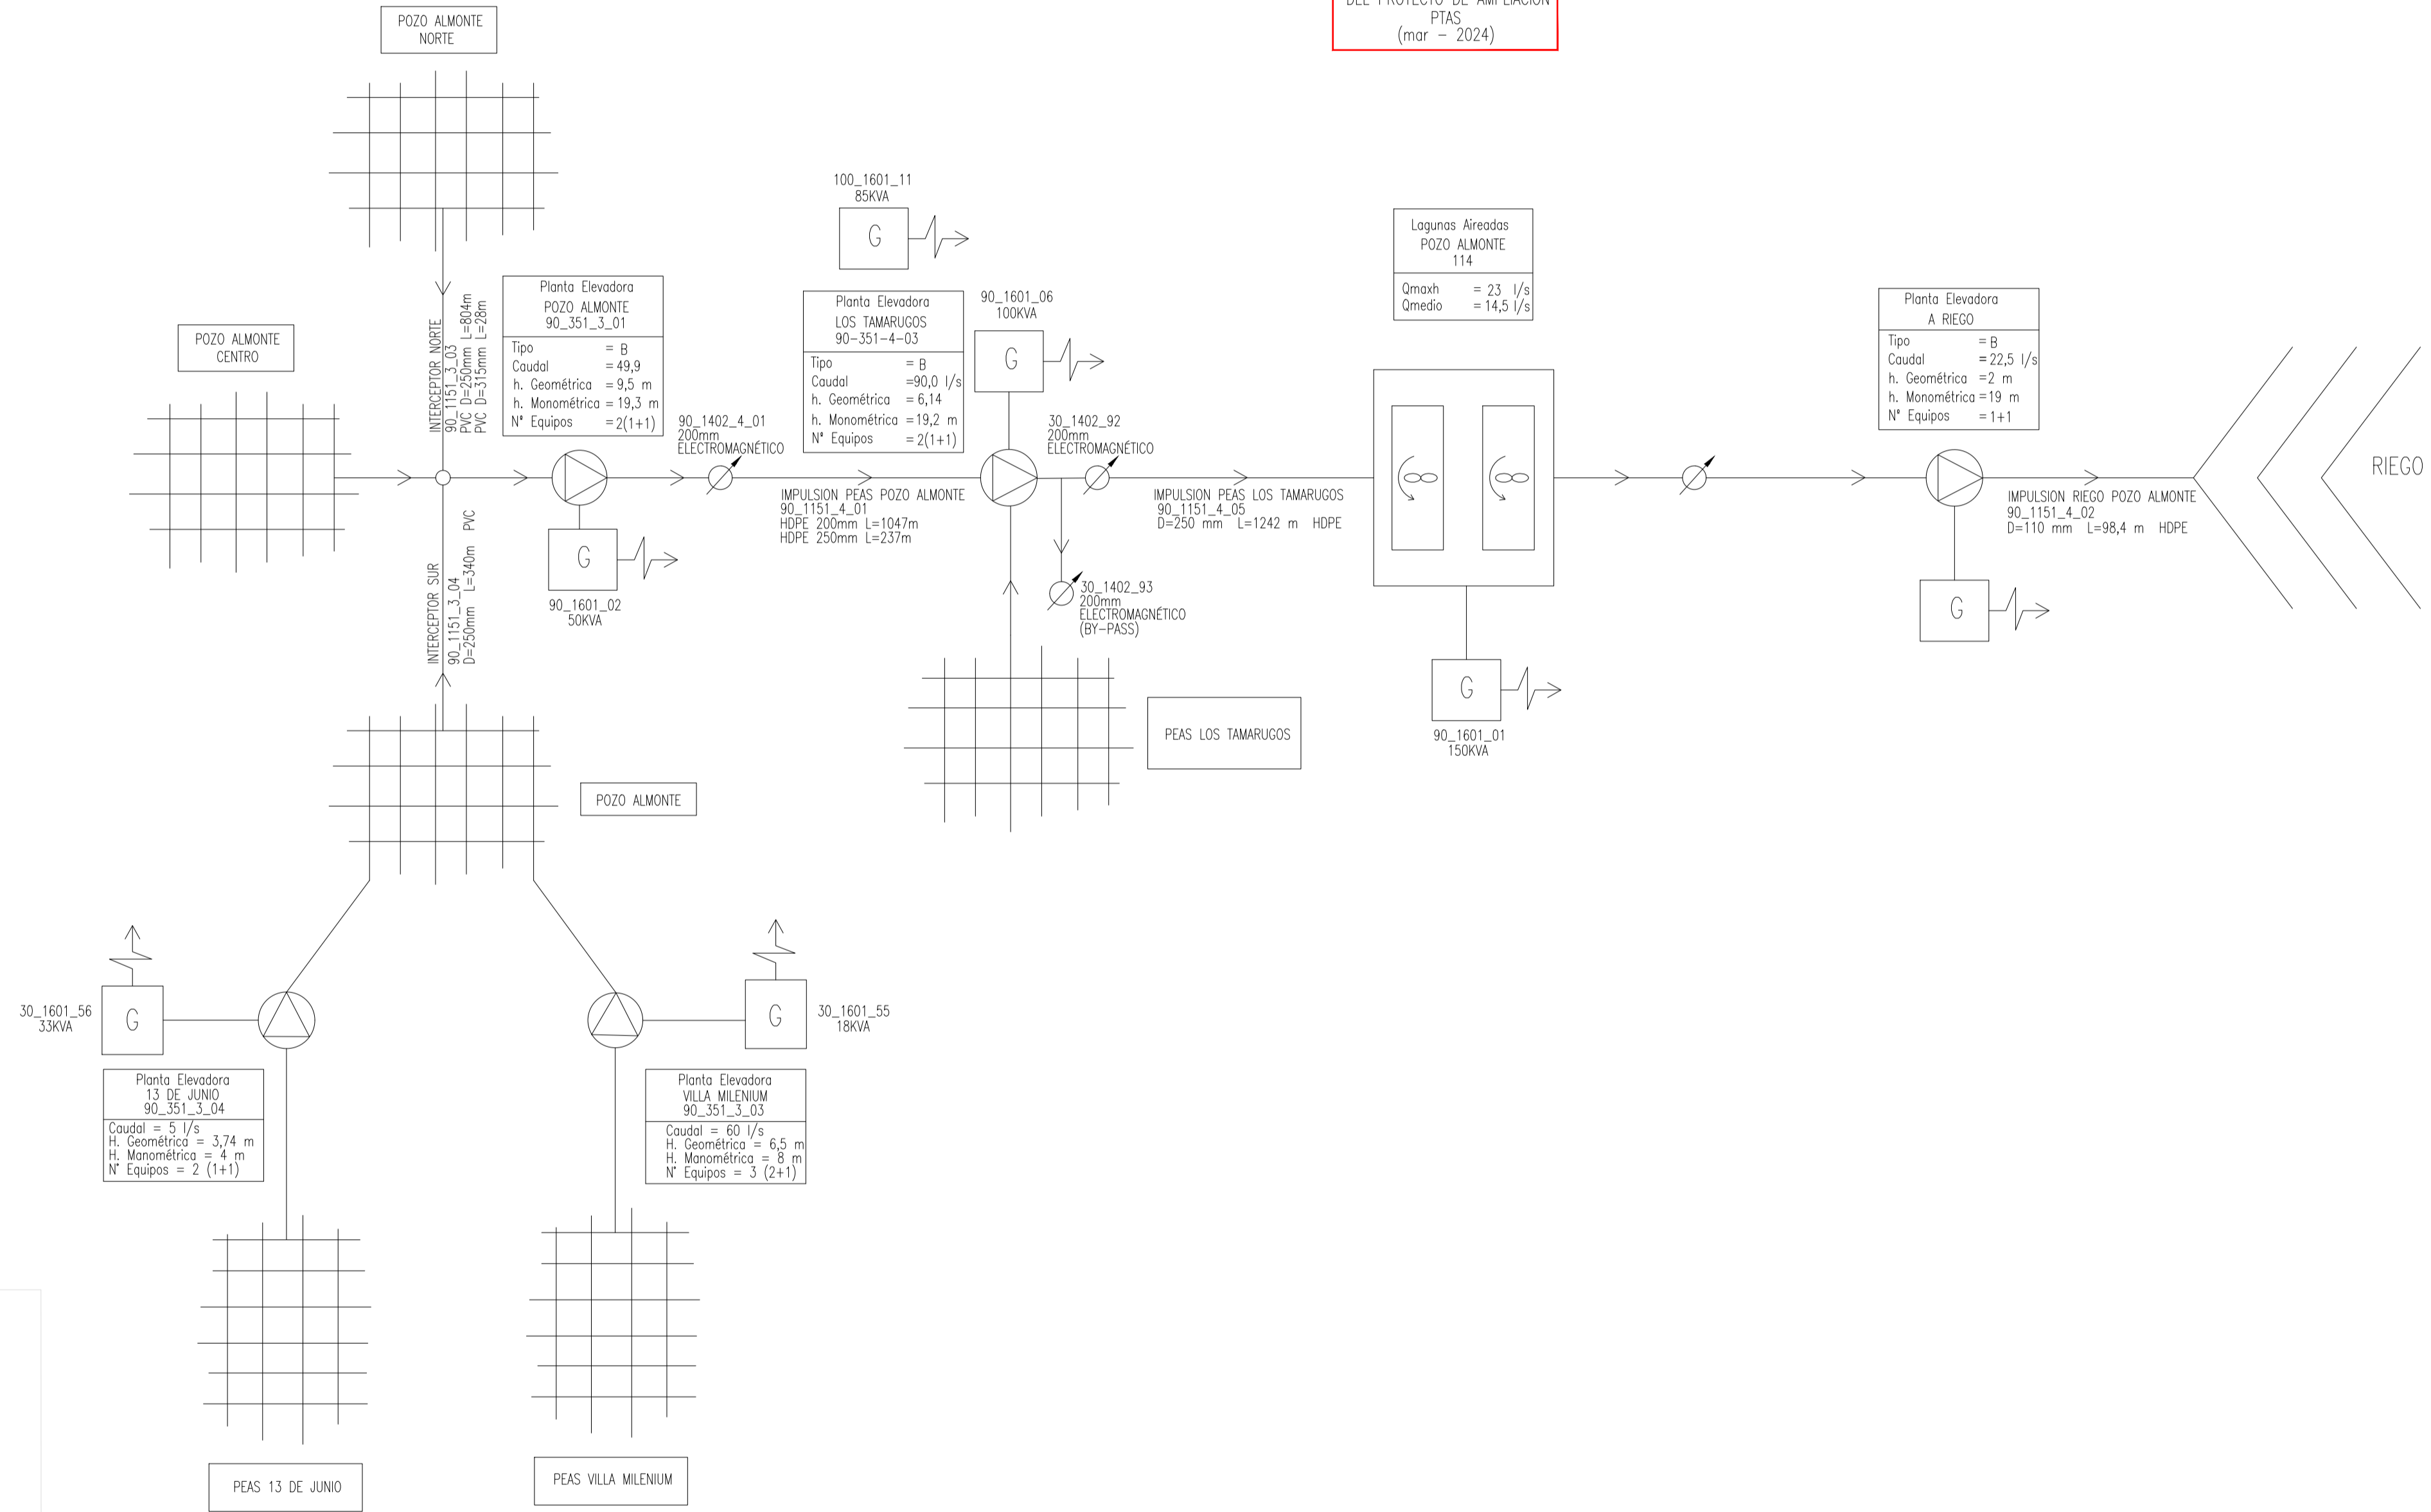 DEL PROYECTO DE AMPLIACION
PTAS
(mar - 2024)
POZO ALMONTE
NORTE
100_1601_11
85KVA
G
Lagunas Aireadas
POZO ALMONTE
114
Qmaxh = 23 l/s
Qmedio = 14,5 l/s
Planta Elevadora
POZO ALMONTE
90_351_3_01
Tipo = B
Caudal = 49,9
h. Geométrica = 9,5 m
h. Monométrica = 19,3 m
N° Equipos = 2(1+1)
Planta Elevadora
LOS TAMARUGOS
90-351-4-03
Tipo = B
Caudal =90,0 l/s
h. Geométrica = 6,14
h. Monométrica =19,2 m
N° Equipos = 2(1+1)
90_1601_06
100KVA
G
Planta Elevadora
A RIEGO
Tipo = B
Caudal = 22,5 l/s
h. Geométrica =2 m
h. Monométrica =19 m
N° Equipos = 1+1
POZO ALMONTE
CENTRO
INTERCEPTOR NORTE
90_1151_3_03
PVC D=250mm L=804m
PVC D=315mm L=28m
90_1402_4_01
200mm
ELECTROMAGNÉTICO
30_1402_92
200mm
ELECTROMAGNÉTICO
RIEGO
IMPULSION PEAS POZO ALMONTE
90_1151_4_01
HDPE 200mm L=1047m
HDPE 250mm L=237m
IMPULSION PEAS LOS TAMARUGOS
90_1151_4_05
D=250 mm L=1242 m HDPE
IMPULSION RIEGO POZO ALMONTE
90_1151_4_02
D=110 mm L=98,4 m HDPE
INTERCEPTOR SUR
90_1151_3_04
D=250mm L=340m PVC
G
90_1601_02
50KVA
30_1402_93
200mm
ELECTROMAGNÉTICO
(BY-PASS)
G
G
90_1601_01
150KVA
PEAS LOS TAMARUGOS
POZO ALMONTE
30_1601_56
33KVA
G
G
30_1601_55
18KVA
Planta Elevadora
13 DE JUNIO
90_351_3_04
Caudal = 5 l/s
H. Geométrica = 3,74 m
H. Manométrica = 4 m
N° Equipos = 2 (1+1)
Planta Elevadora
VILLA MILENIUM
90_351_3_03
Caudal = 60 l/s
H. Geométrica = 6,5 m
H. Manométrica = 8 m
N° Equipos = 3 (2+1)
PEAS 13 DE JUNIO
PEAS VILLA MILENIUM